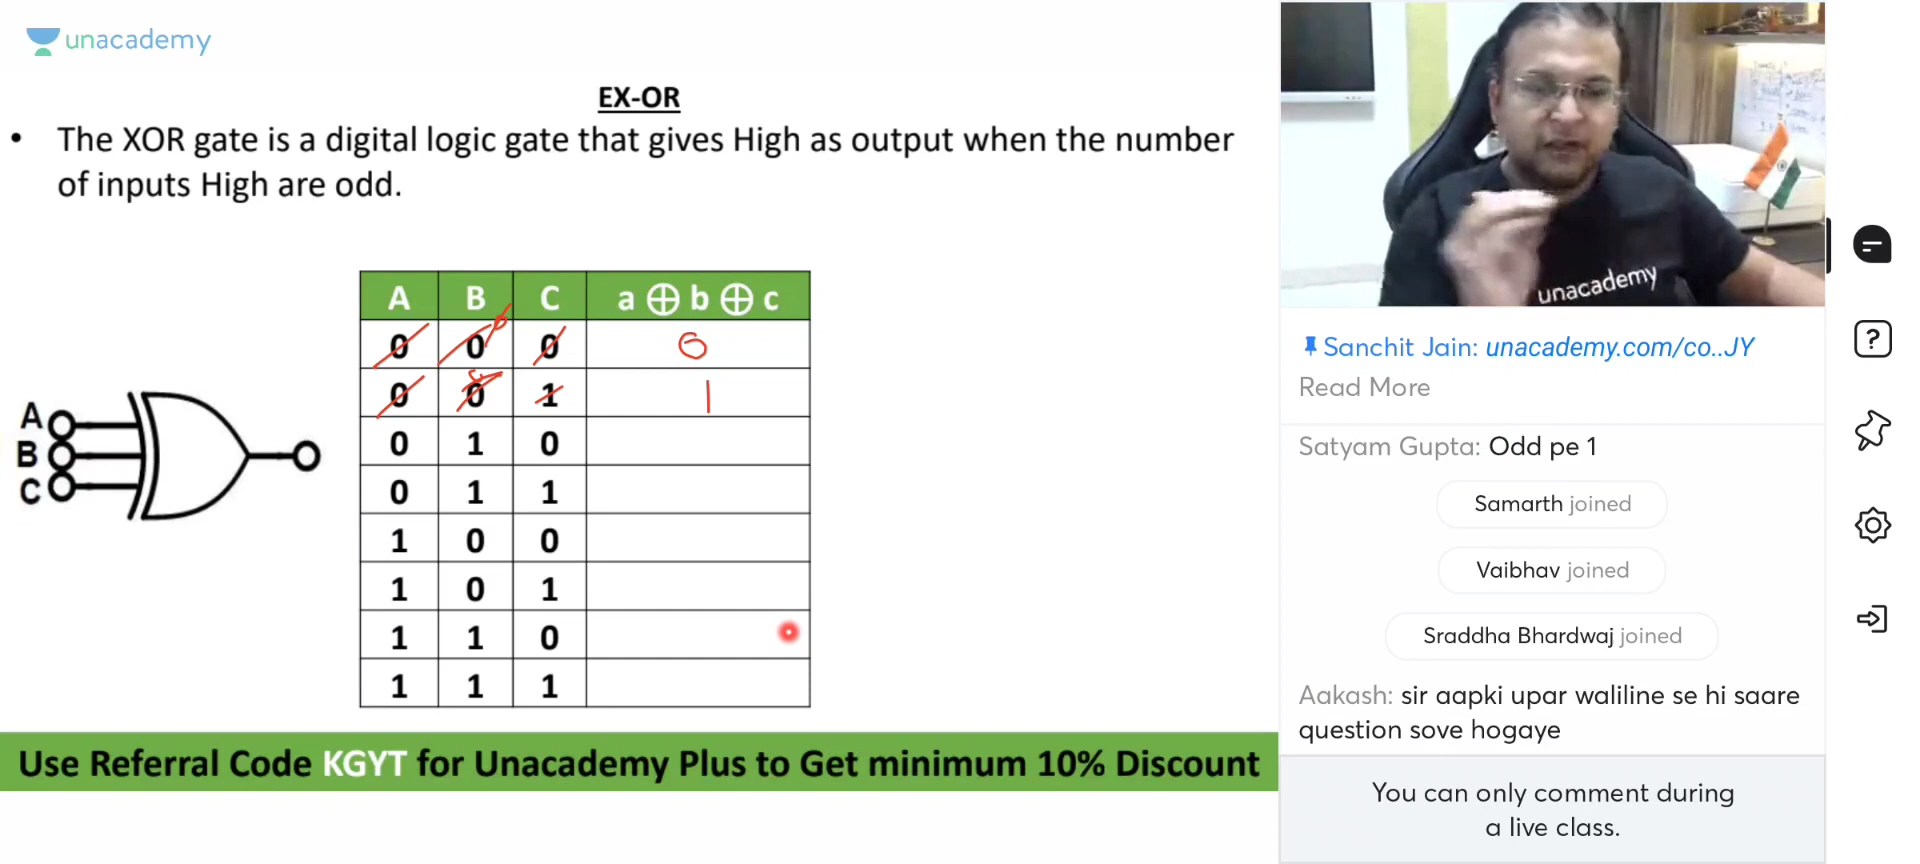 unacademy
EX-OR
• The XOR gate is a digital logic gate that gives High as output when the number
of inputs High are odd.
A B C a ⊕ b ⊕ c
0 0 0 0
0 0 1 1
0 1 0
0 1 1
1 0 0
1 0 1
1 1 0
1 1 1
A
B
C
Use Referral Code KGYT for Unacademy Plus to Get minimum 10% Discount
unacademy
Sanchit Jain: unacademy.com/co..JY
Read More
Satyam Gupta: Odd pe 1
Samarth joined
Vaibhav joined
Sraddha Bhardwaj joined
Aakash: sir aapki upar waliline se hi saare
question sove hogaye
You can only comment during
a live class.
?